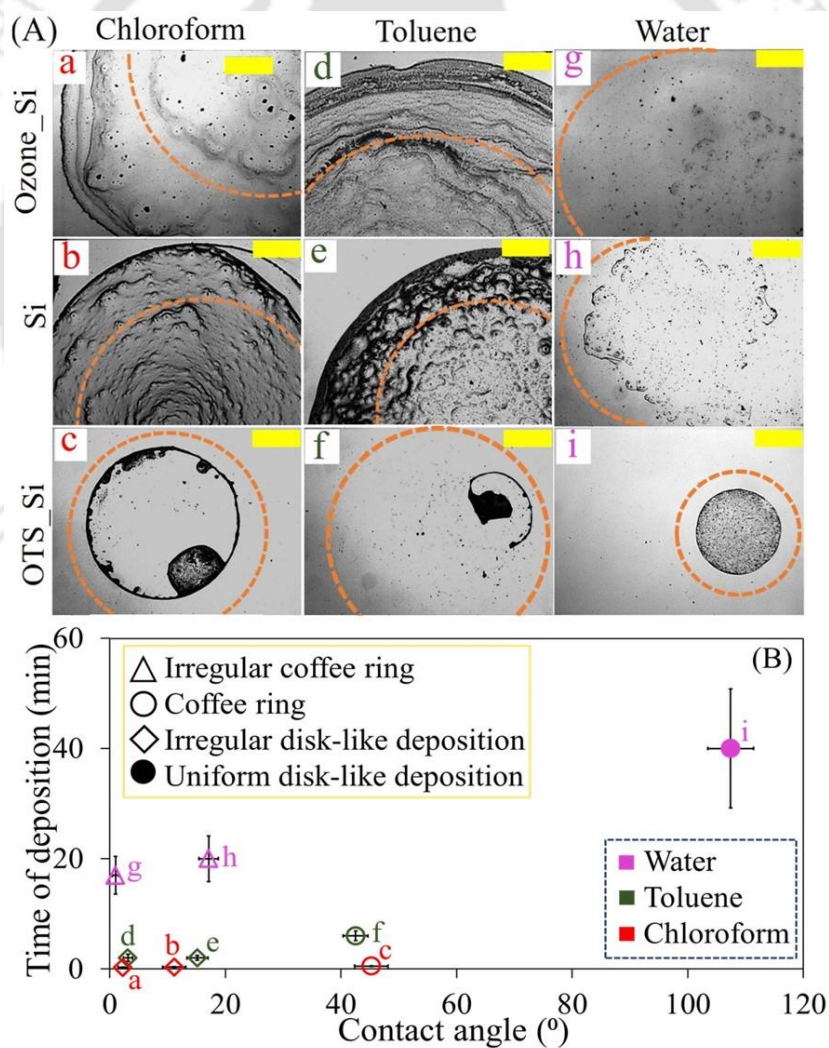 (A)
Chloroform Toluene Water
Ozone_Si
a d g
Si
b e h
OTS_Si
c f i
(B)
Time of deposition (min)
60
40
20
0
Irregular coffee ring
Coffee ring
Irregular disk-like deposition
Uniform disk-like deposition
i
g
h
d
b
e
a
f
c
Water
Toluene
Chloroform
0 20 40 60 80 100 120
Contact angle (⁰)